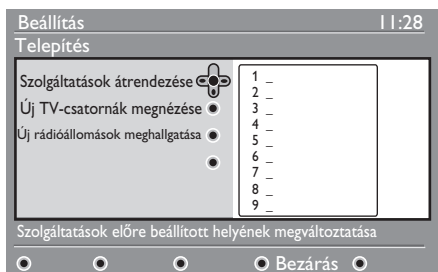 Beállítás 11:28
Telepítés
Szolgáltatások átrendezése
Új TV-csatornák megnézése
Új rádióállomások meghallgatása
1 _
2 _
3 _
4 _
5 _
6 _
7 _
8 _
9 _
Szolgáltatások előre beállított helyének megváltoztatása
Bezárás